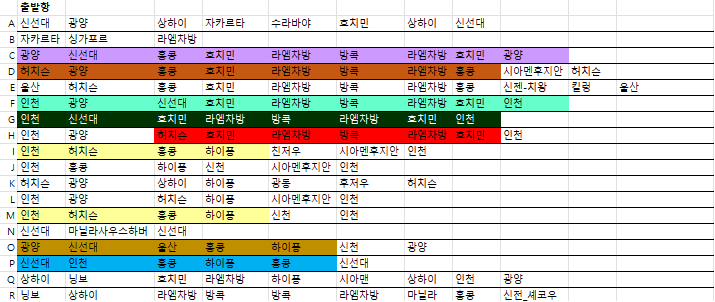 출발항
A 신선대 광양 상하이 자카르타 수라바야 호치민 상하이 신선대
B 자카르타 싱가포르 라엠차방
C 광양 신선대 홍콩 호치민 라엠차방 방콕 라엠차방 호치민 광양
D 허치슨 광양 홍콩 호치민 라엠차방 방콕 라엠차방 홍콩 시아멘후지안 허치슨
E 울산 허치슨 홍콩 호치민 라엠차방 방콕 라엠차방 홍콩 신젠-치왕 킬링 울산
F 인천 광양 신선대 호치민 라엠차방 방콕 라엠차방 호치민 인천
G 인천 신선대 호치민 라엠차방 방콕 라엠차방 호치민 인천
H 인천 광양 허치슨 호치민 라엠차방 방콕 라엠차방 호치민 인천
I 인천 허치슨 홍콩 하이퐁 친저우 시아멘후지안 인천
J 인천 홍콩 하이퐁 신천 시아멘후지안 인천
K 허치슨 광양 상하이 하이퐁 광동 후저우 허치슨
L 인천 광양 허치슨 하이퐁 시아멘후지안 인천
M 인천 허치슨 홍콩 하이퐁 신천 인천
N 신선대 마닐라사우스하버 신선대
O 광양 신선대 울산 홍콩 하이퐁 신천 광양
P 신선대 인천 홍콩 하이퐁 홍콩 신선대
Q 상하이 닝보 호치민 라엠차방 하이퐁 시아맨 상하이 인천 광양
R 닝보 상하이 라엠차방 방콕 방콕 라엠차방 마닐라 홍콩 신전_셰코우